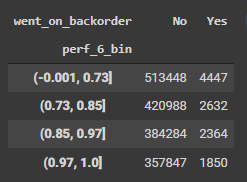 went_on_backorder No Yes
perf_6_bin
(-0.001, 0.73] 513448 4447
(0.73, 0.85] 420988 2632
(0.85, 0.97] 384284 2364
(0.97, 1.0] 357847 1850